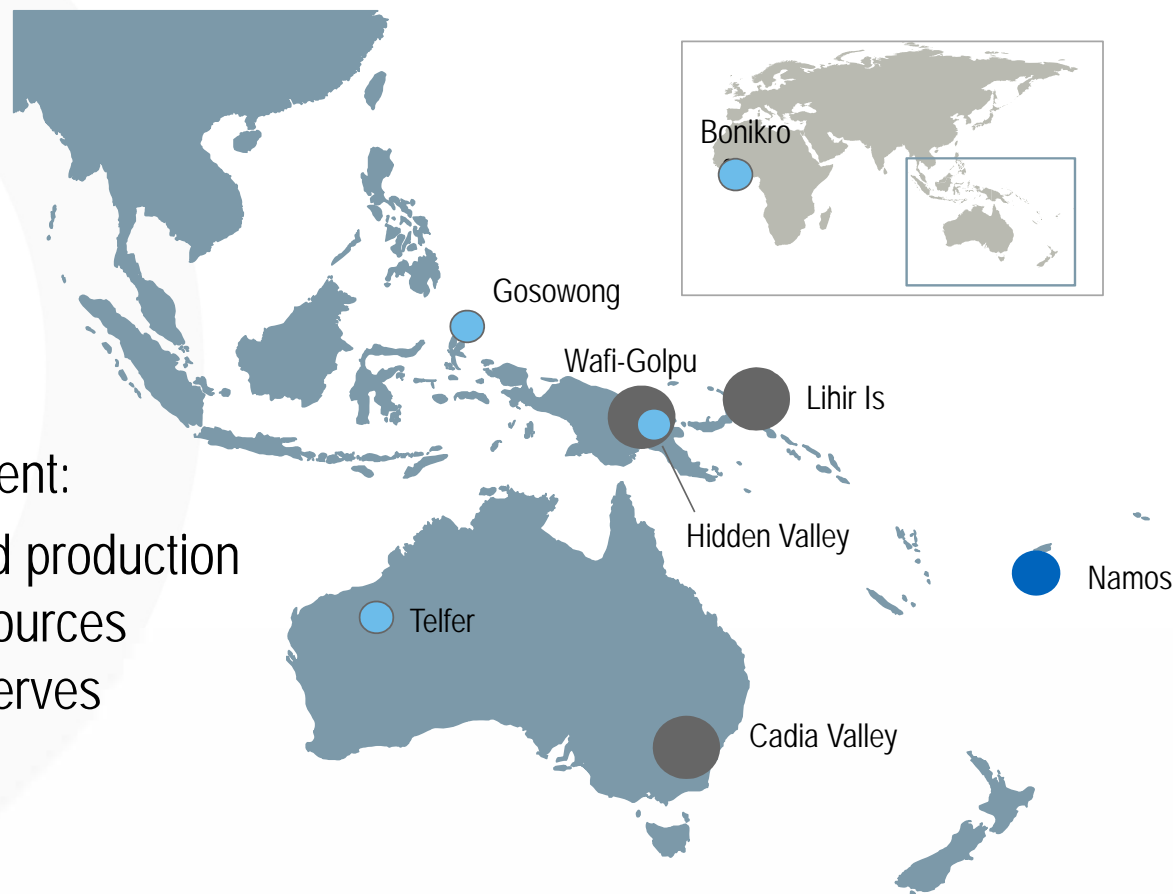 Bonikro
Gosowong
Wafi-Golpu
Lihir Is
ent:
d production
ources
erves
Hidden Valley
Namos
Telfer
Cadia Valley